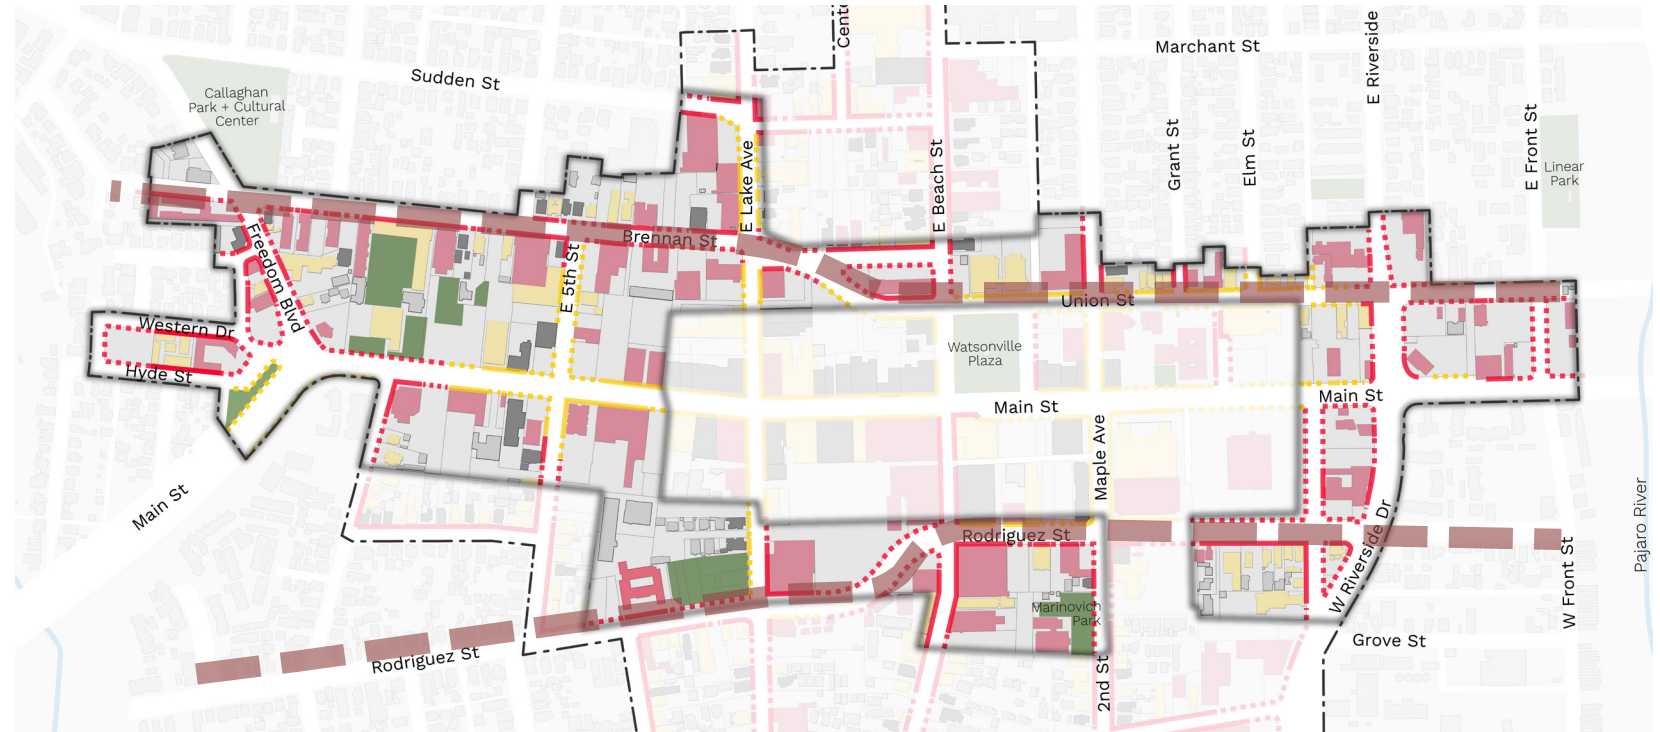 Cente
Marchant St
E Riverside
Sudden St
Callaghan
Park + Cultural
Center
Grant St
Elm St
E Front St
E Lake Ave
E Beach St
Linear
Park
Freedom Blvd
E 5th St
Brennan St
Union St
Western Dr
Hyde St
Watsonville
Plaza
Main St
Main St
Maple Ave
Main St
Rodriguez St
W Riverside Dr
W Front St
Pajaro River
Marinovich
Park
Grove St
Rodriguez St
2nd St